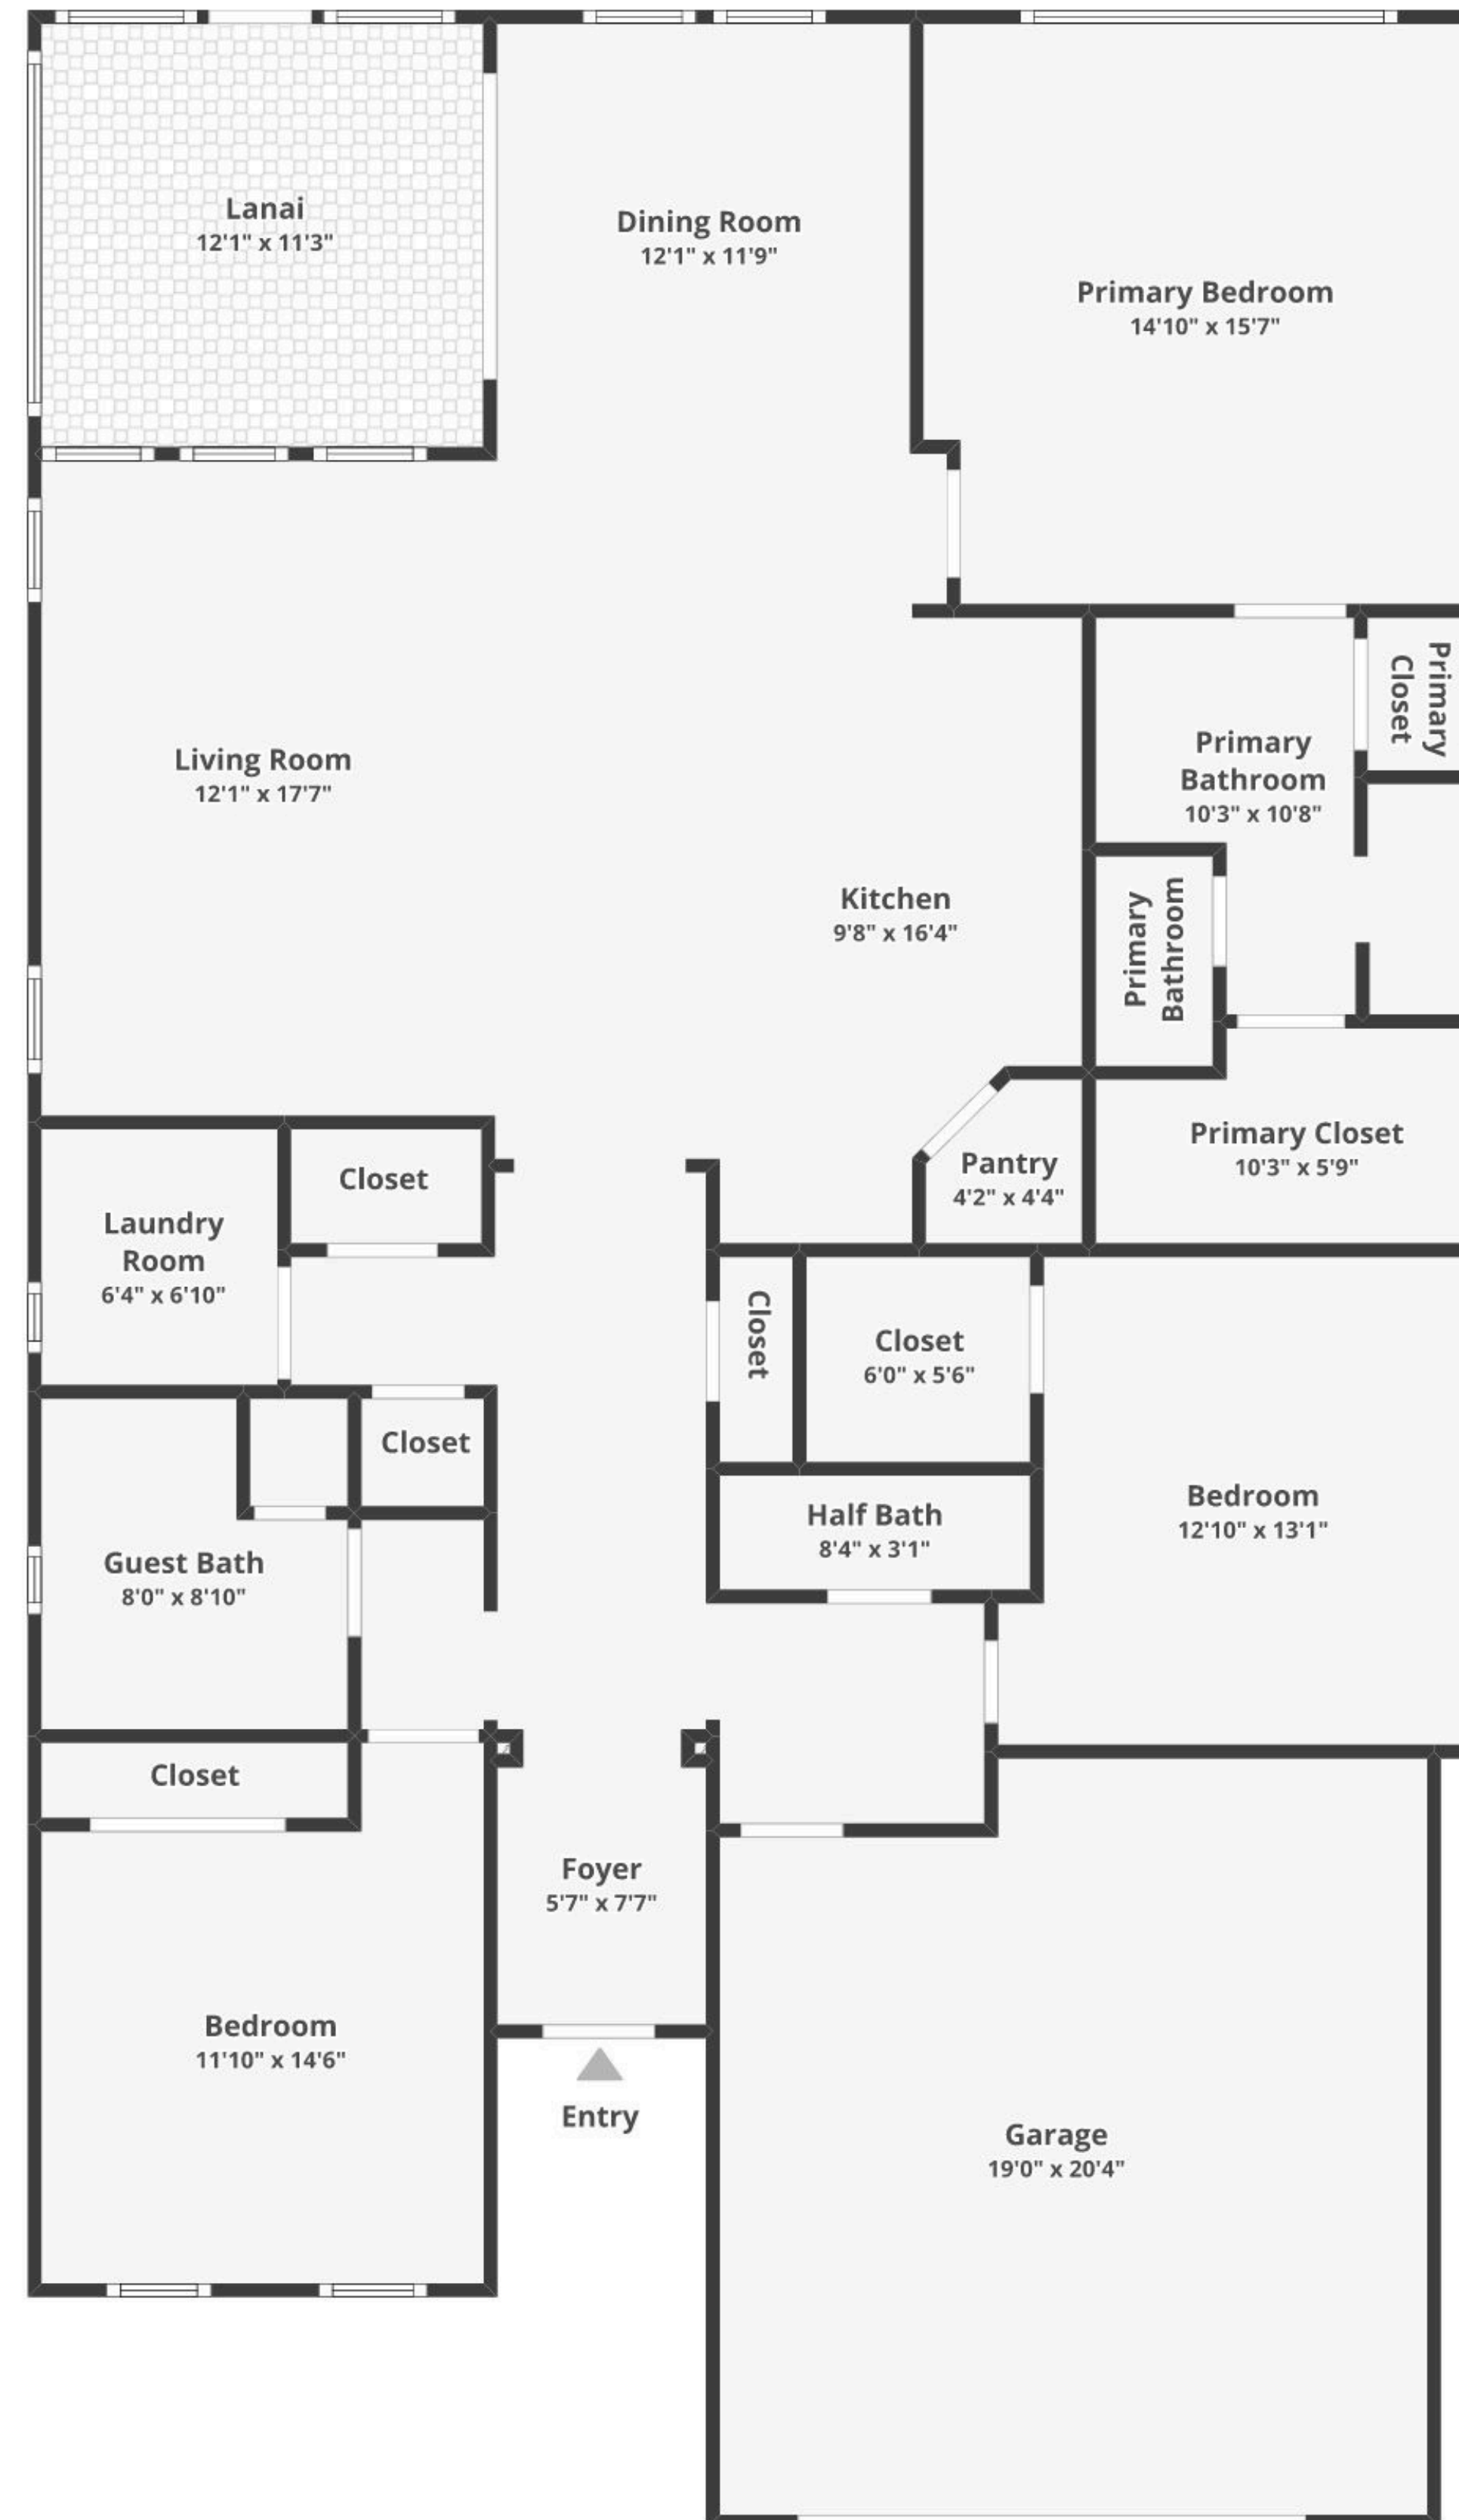 Lanai
12'1" x 11'3"
Dining Room
12'1" x 11'9"
Primary Bedroom
14'10" x 15'7"
Primary
Closet
Living Room
12'1" x 17'7"
Primary
Bathroom
10'3" x 10'8"
Kitchen
9'8" x 16'4"
Primary
Bathroom
Primary Closet
10'3" x 5'9"
Pantry
4'2" x 4'4"
Closet
Laundry
Room
6'4" x 6'10"
Closet
Closet
6'0" x 5'6"
Closet
Bedroom
12'10" x 13'1"
Half Bath
8'4" x 3'1"
Guest Bath
8'0" x 8'10"
Closet
Foyer
5'7" x 7'7"
Bedroom
11'10" x 14'6"
Entry
Garage
19'0" x 20'4"